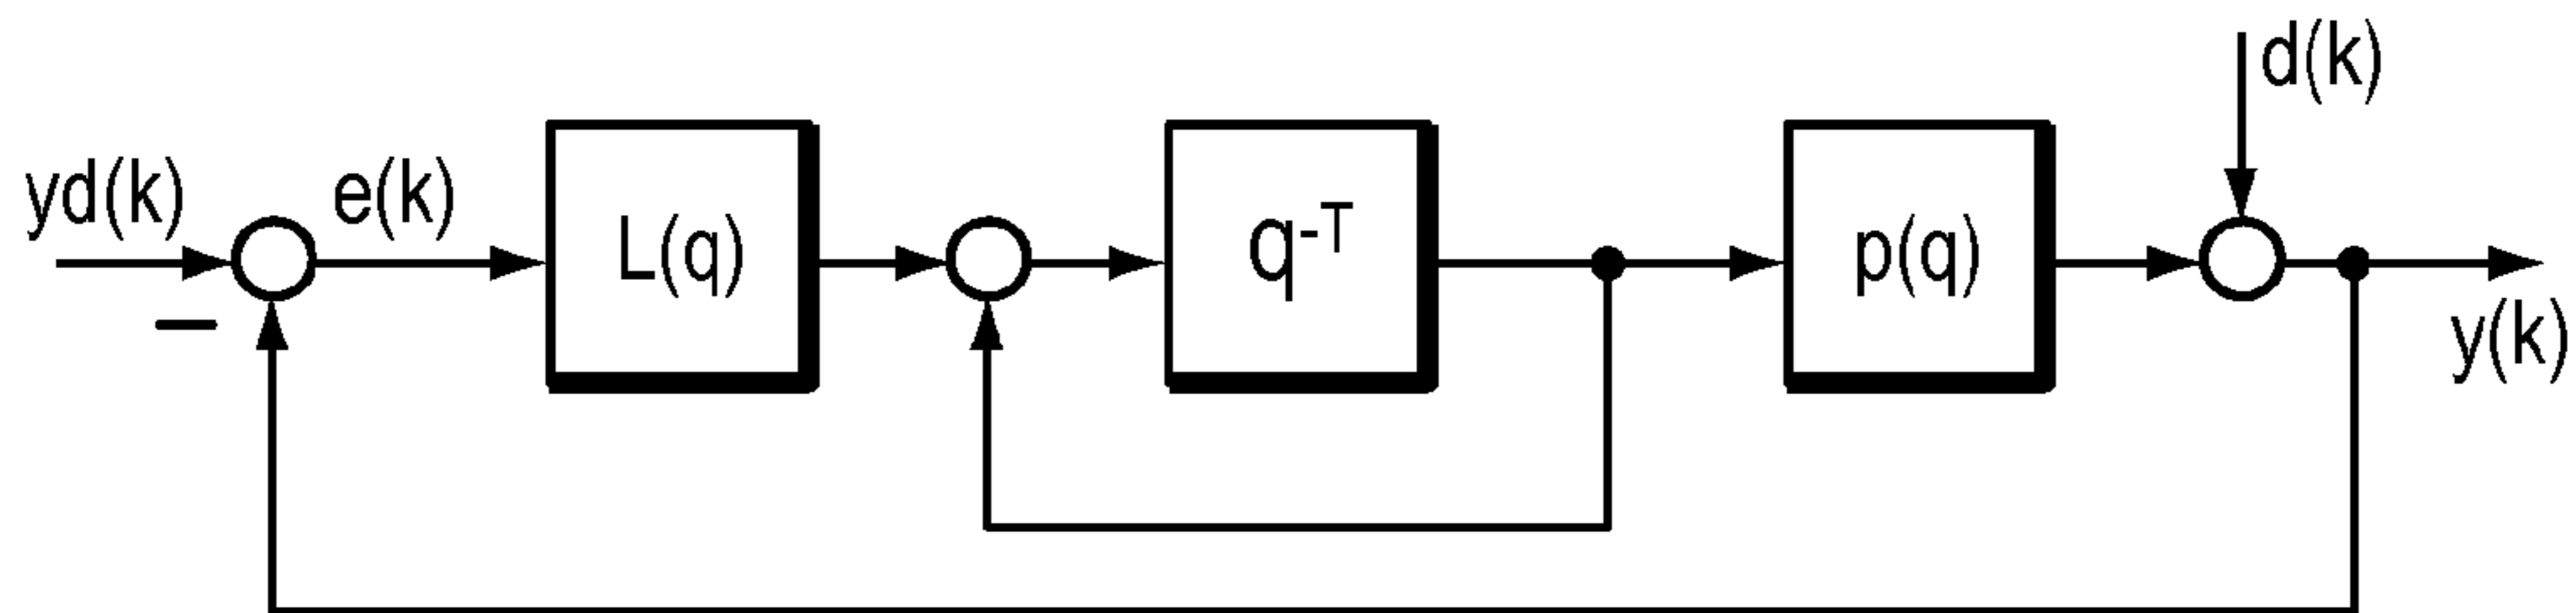 d(k)
yd(k)
e(k)
L(q)
q-T
p(q)
y(k)
−